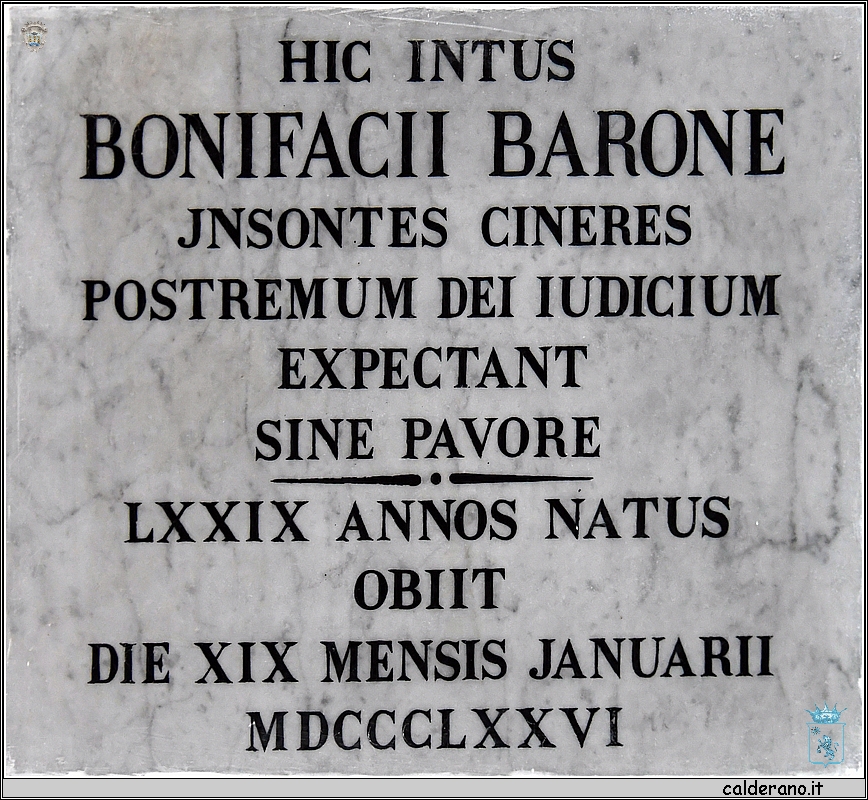 HIC INTUS
BONIFACII BARONE
JNSONTES CINERES
POSTREMUM DEI IUDICIUM
EXPECTANT
SINE PAVORE
LXXIX ANNOS NATUS
OBIIT
DIE XIX MENSIS JANUARII
MDCCCLXXVI
calderano.it